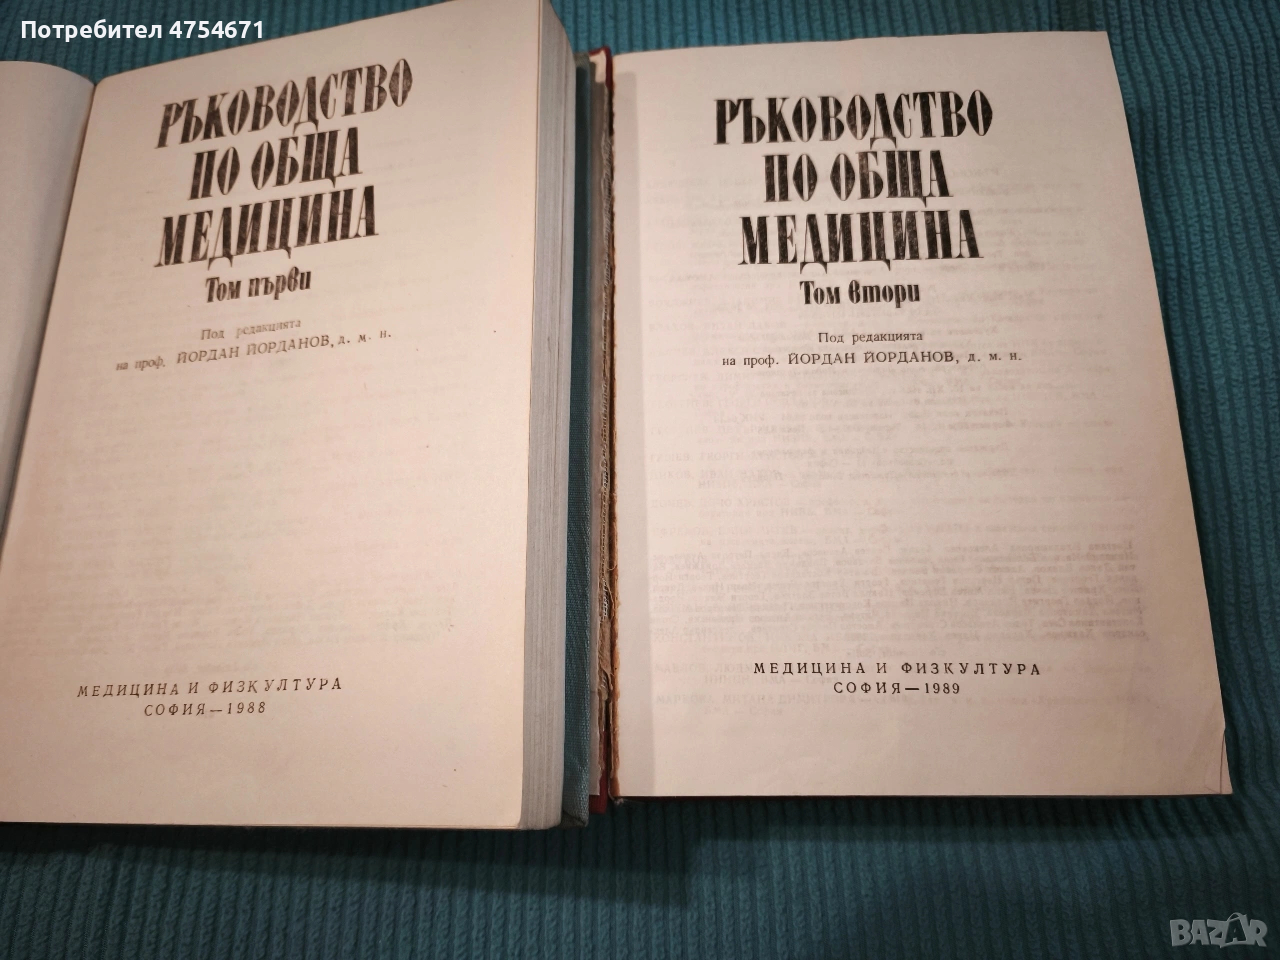 Потребител 4754671
РЪКОВОДСТВО
ПО ОБЩА
МЕДИЦИНА
Том първи
Под редакцията
на проф. ЙОРДАН ЙОРДАНОВ, д. м. н.
МЕДИЦИНА И ФИЗКУЛТУРА
СОФИЯ—1988
РЪКОВОДСТВО
ПО ОБЩА
МЕДИЦИНА
Том втори
Под редакцията
на проф. ЙОРДАН ЙОРДАНОВ, д. м. н.
МЕДИЦИНА И ФИЗКУЛТУРА
СОФИЯ—1989
BAZAR